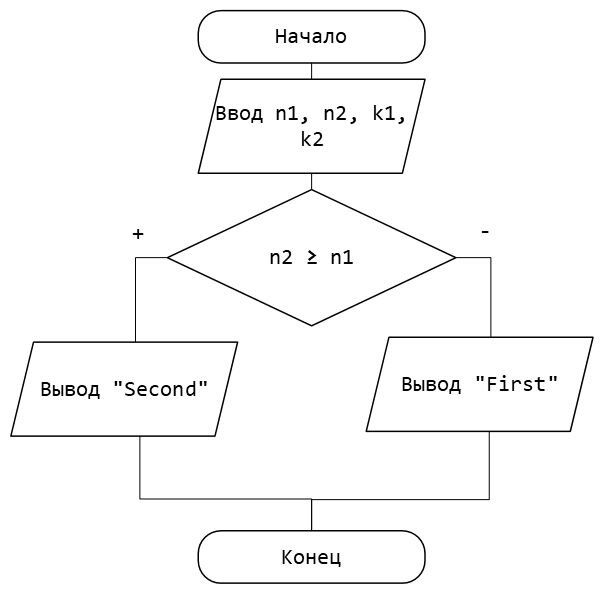 Начало
Ввод n1, n2, k1,
k2
+
-
n2 ≥ n1
Вывод "Second"
Вывод "First"
Конец